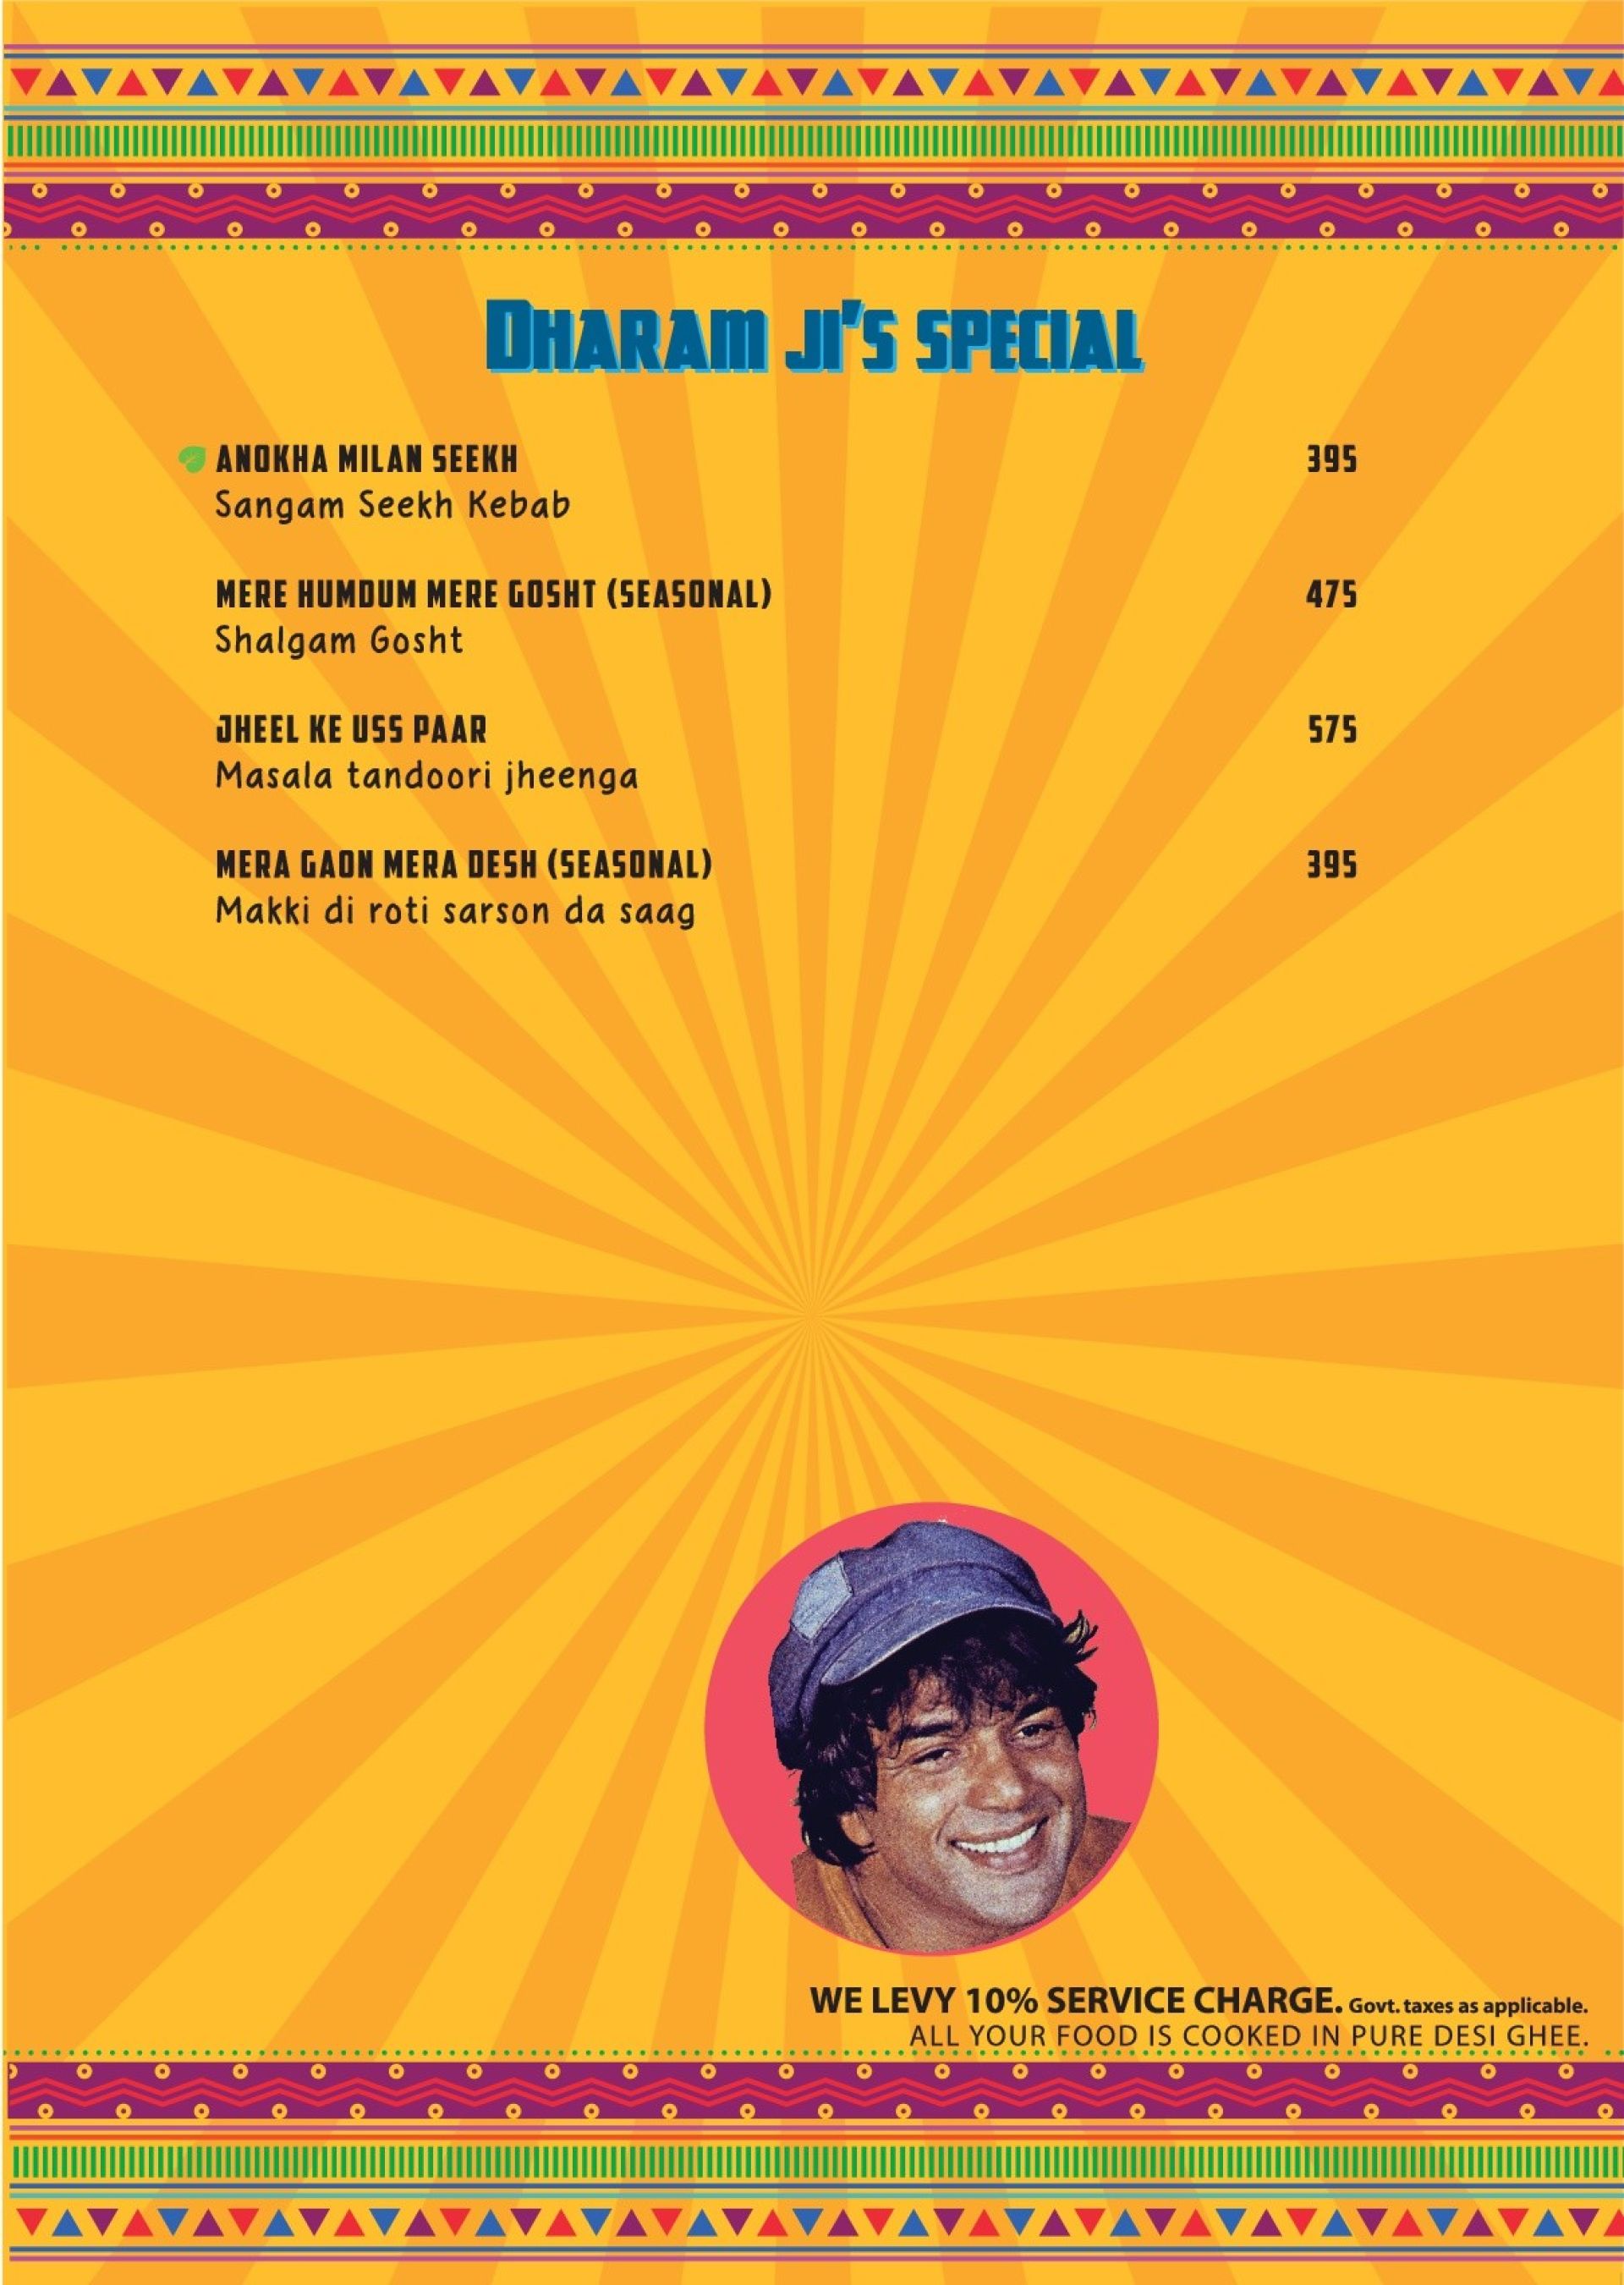 DHARAM JI'S SPECIAL
ANOKHA MILAN SEEKH 395
Sangam Seekh Kebab
MERE HUMDUM MERE GOSHT (SEASONAL) 475
Shalgam Gosht
JHEEL KE USS PAAR 575
Masala tandoori jheenga
MERA GAON MERA DESH (SEASONAL) 395
Makki di roti sarson da saag
WE LEVY 10% SERVICE CHARGE. Govt. taxes as applicable.
ALL YOUR FOOD IS COOKED IN PURE DESI GHEE.